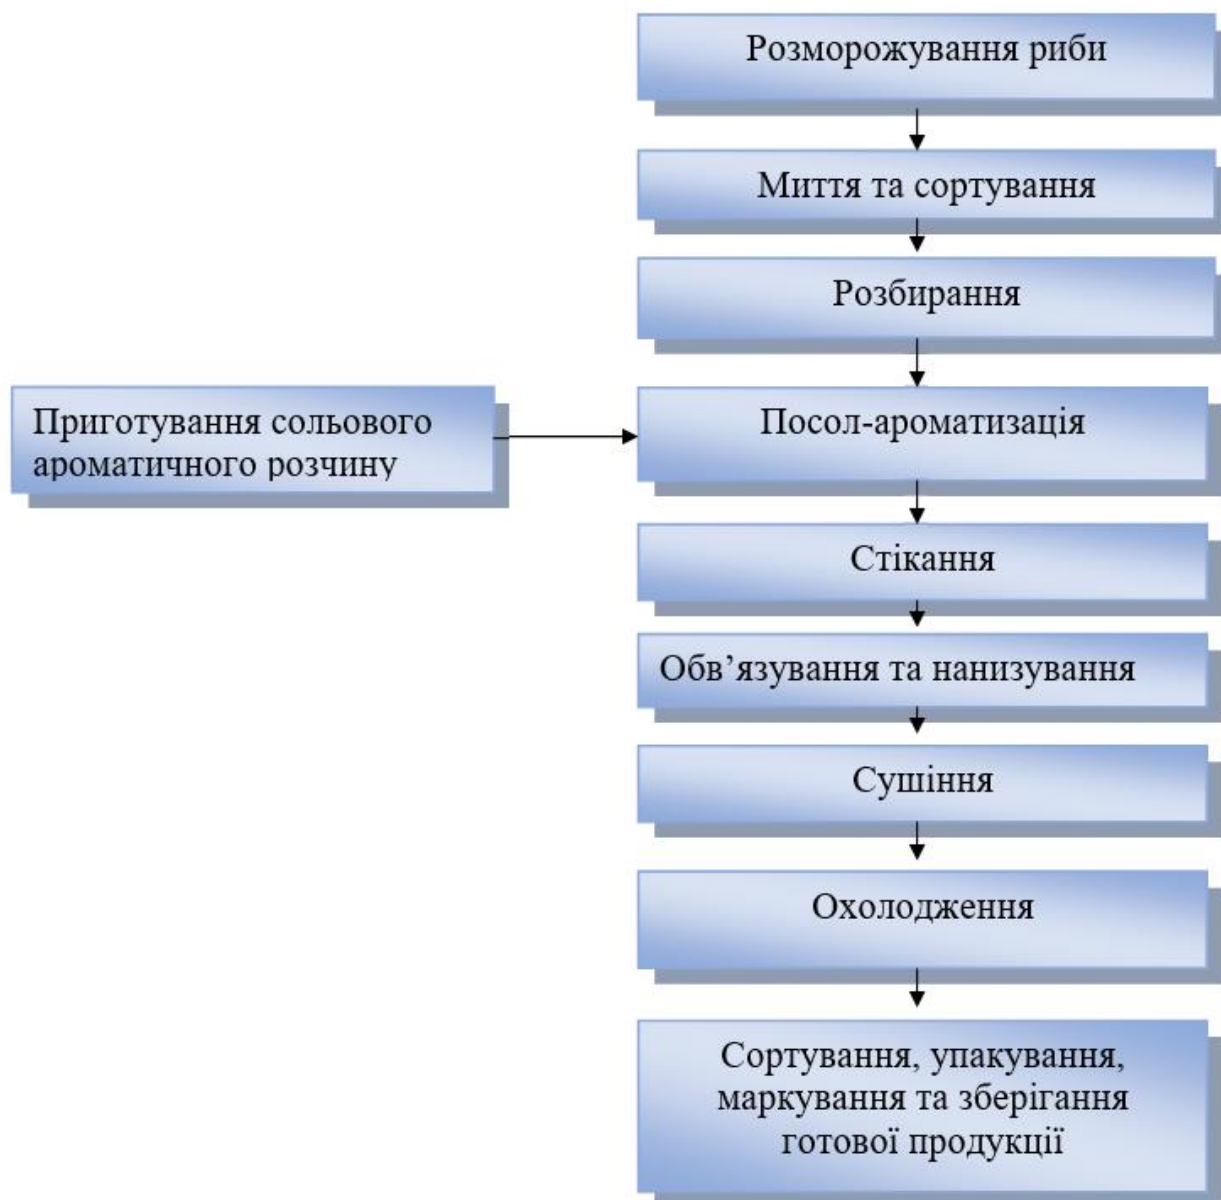 Розморожування риби
Миття та сортування
Розбирання
Приготування сольового
ароматичного розчину
Посол-ароматизація
Стікання
Обв’язування та нанизування
Сушіння
Охолодження
Сортування, упакування,
маркування та зберігання
готової продукції